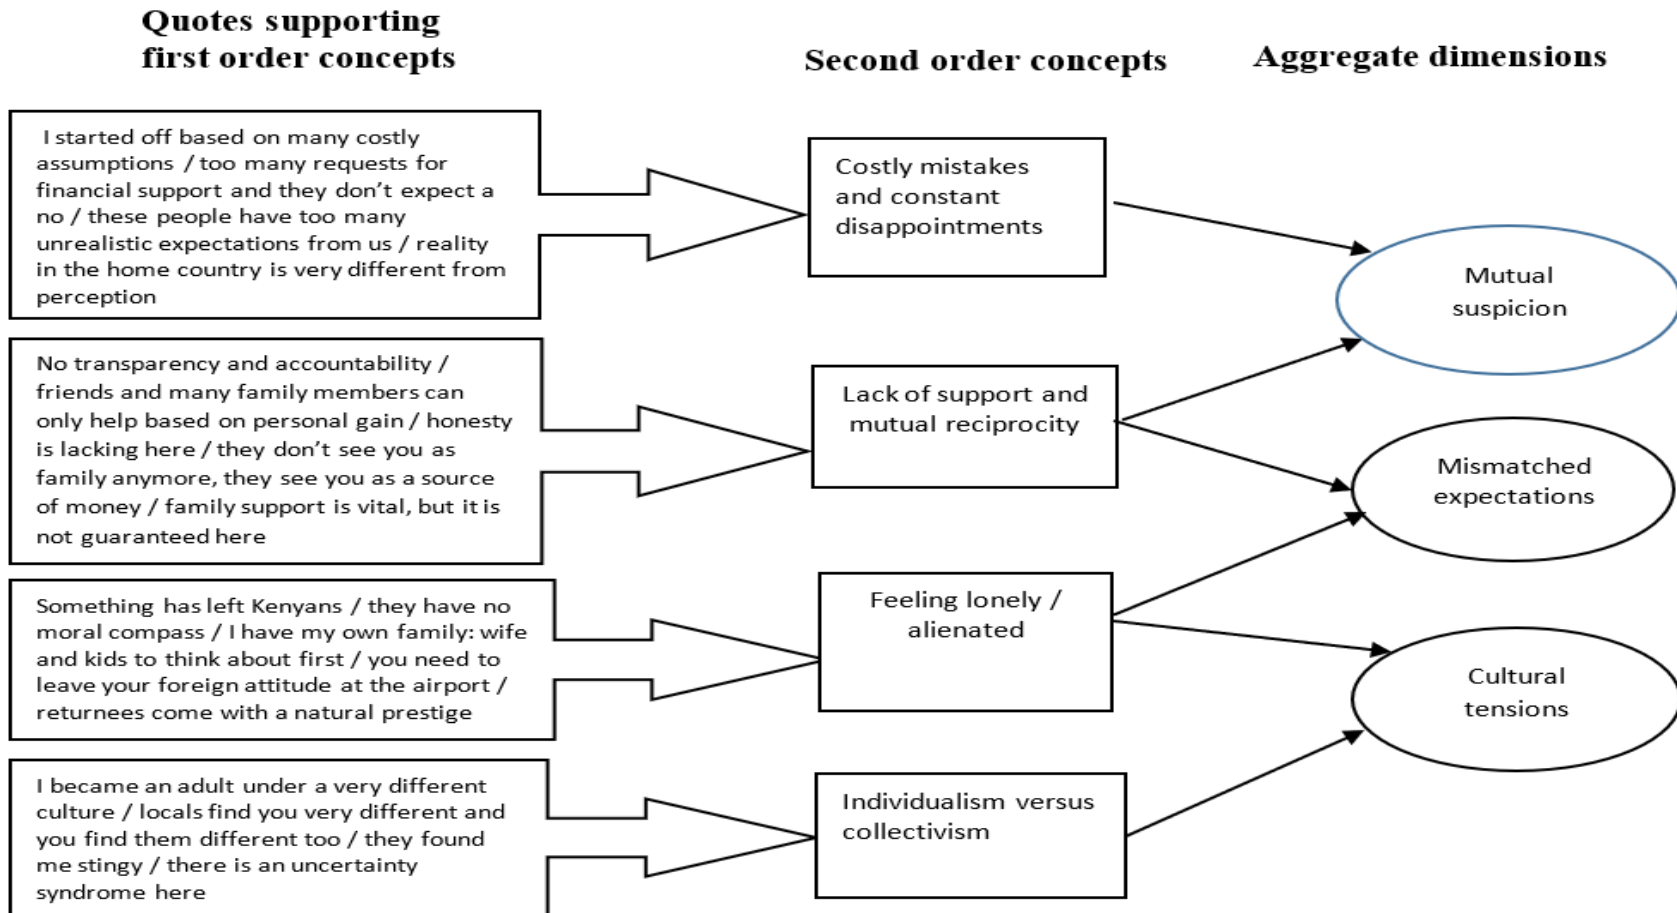 Quotes supporting
first order concepts
Second order concepts
Aggregate dimensions
I started off based on many costly
assumptions / too many requests for
financial support and they don’t expect a
no / these people have too many
unrealistic expectations from us / reality
in the home country is very different from
perception
Costly mistakes
and constant
disappointments
Mutual
suspicion
No transparency and accountability /
friends and many family members can
only help based on personal gain / honesty
is lacking here / they don’t see you as
family anymore, they see you as a source
of money / family support is vital, but it is
not guaranteed here
Lack of support and
mutual reciprocity
Mismatched
expectations
Something has left Kenyans / they have no
moral compass / I have my own family: wife
and kids to think about first / you need to
leave your foreign attitude at the airport /
returnees come with a natural prestige
Feeling lonely /
alienated
Cultural
tensions
I became an adult under a very different
culture / locals find you very different and
you find them different too / they found
me stingy / there is an uncertainty
syndrome here
Individualism versus
collectivism